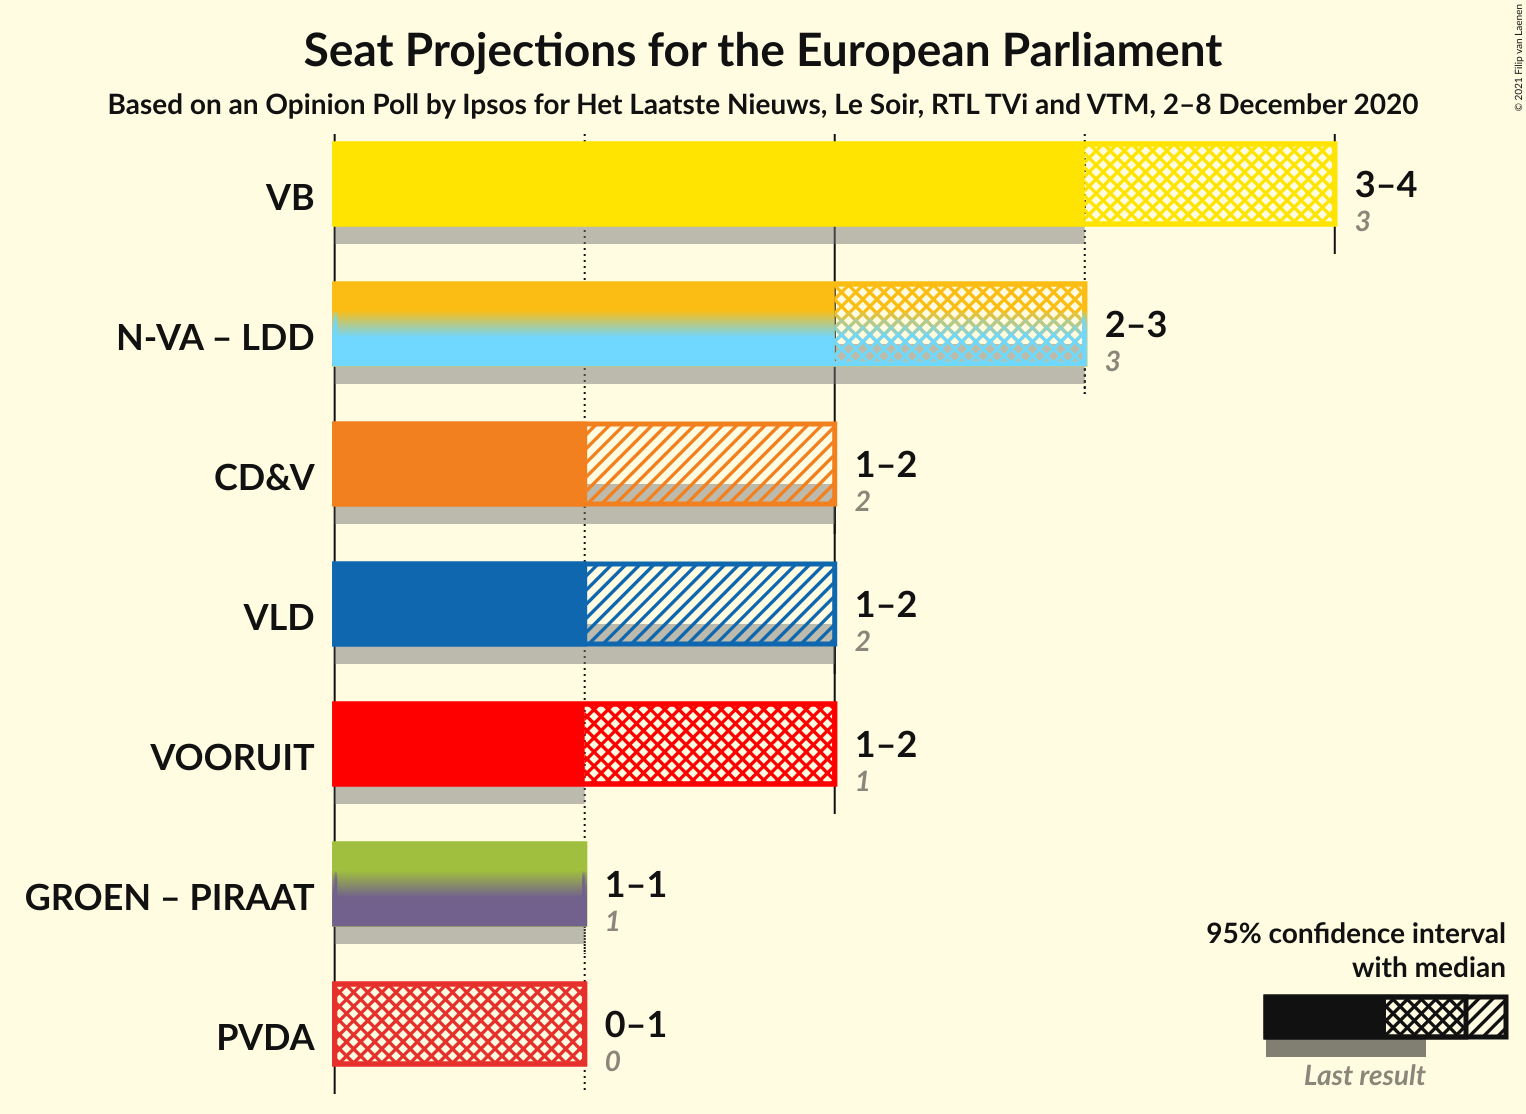 Seat Projections for the European Parliament
Based on an Opinion Poll by Ipsos for Het Laatste Nieuws, Le Soir, RTL TVi and VTM, 2–8 December 2020
© 2021 Filip van Laenen
VB
3–4
3
N-VA – LDD
2–3
3
CD&V
1–2
2
VLD
1–2
2
VOORUIT
1–2
1
GROEN – PIRAAT
1–1
1
PVDA
0–1
0
95% confidence interval
with median
Last result